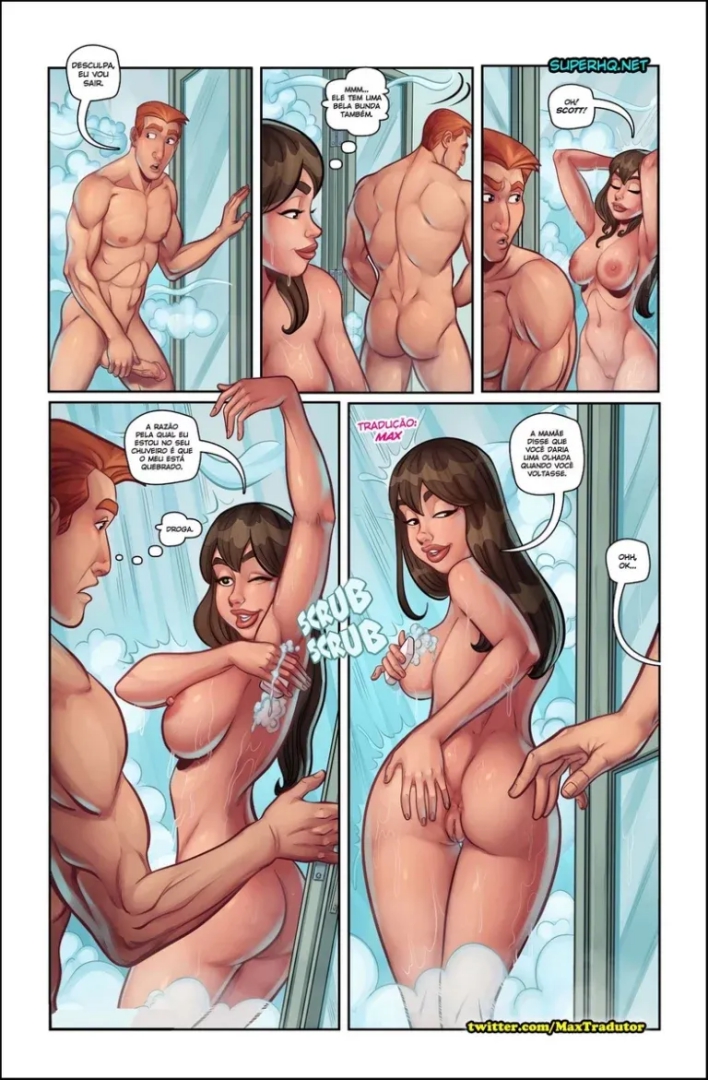 SUPERHQ.NET
DESCULPA,
EU VOU
SAIR.
MMM...
ELE TEM UMA
BELA BUNDA
TAMBÉM.
OH!
SCOTT!
A RAZÃO
PELA QUAL EU
ESTOU NO SEU
CHUVEIRO É QUE
O MEU ESTÁ
QUEBRADO.
DROGA.
SCRUB
SCRUB
TRADUÇÃO:
MAX
A MAMÃE
DISSE QUE
VOCÊ DARIA
UMA OLHADA
QUANDO VOCÊ
VOLTASSE.
OHH,
OK...
twitter.com/MaxTradutor